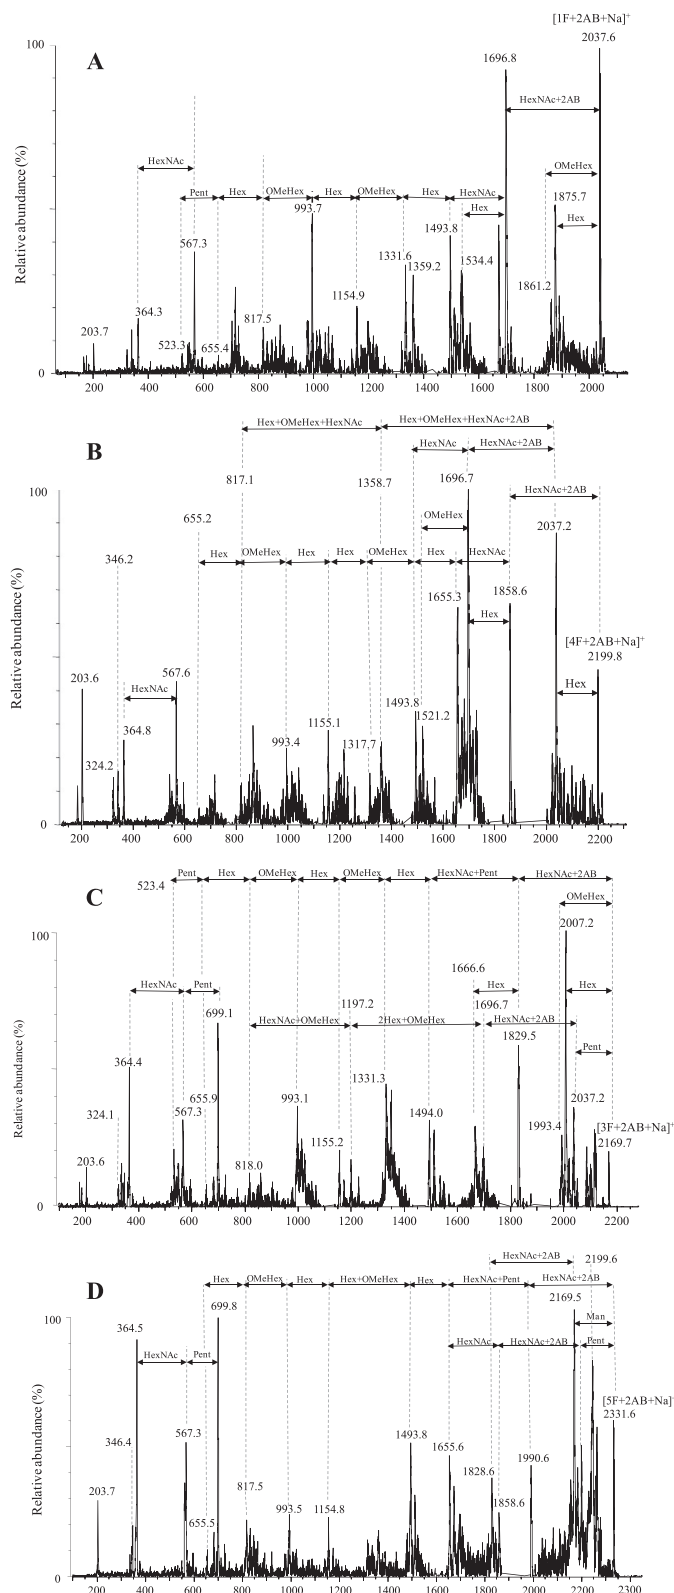 [1F+2AB+Na]+
100
A
1696.8
2037.6
HexNAc+2AB
HexNAc
OMeHex
Pent
Hex
OMeHex
Hex
OMeHex
Hex
HexNAc
1875.7
993.7
Hex
Hex
1493.8
567.3
1331.6
1534.4
1359.2
1861.2
364.3
1154.9
817.5
203.7
523.3
655.4
Relative abundance (%)
0
200
400
600
800
1000
1200
1400
1600
1800
2000
Hex+OMeHex+HexNAc
Hex+OMeHex+HexNAc+2AB
B
HexNAc
HexNAc+2AB
817.1
1358.7
1696.7
100
HexNAc+2AB
655.2
OMeHex
2037.2
346.2
Hex
OMeHex
Hex
Hex
OMeHex
Hex
HexNAc
1655.3
1858.6
Hex
[4F+2AB+Na]+
2199.8
203.6
567.6
HexNAc
Hex
364.8
1493.8
1521.2
1155.1
324.2
993.4
1317.7
Relative abundance (%)
0
200
400
600
800
1000
1200
1400
1600
1800
2000
2200
C
523.4
Pent
Hex
OMeHex
Hex
OMeHex
Hex
HexNAc+Pent
HexNAc+2AB
OMeHex
2007.2
100
1666.6
HexNAc
Pent
Hex
Hex
1197.2
1696.7
699.1
HexNAc+OMeHex
2Hex+OMeHex
HexNAc+2AB
1829.5
Pent
364.4
1331.3
655.9
993.1
324.1
567.3
1494.0
2037.2
1993.4
[3F+2AB+Na]+
2169.7
1155.2
203.6
818.0
Relative abundance (%)
0
200
400
600
800
1000
1200
1400
1600
1800
2000
2200
HexNAc+2AB
2199.6
D
Hex
OMeHex
Hex
Hex+OMeHex
Hex
HexNAc+Pent
HexNAc+2AB
699.8
2169.5
100
364.5
Man
HexNAc
Pent
HexNAc
HexNAc+2AB
Pent
[5F+2AB+Na]+
2331.6
346.4
567.3
1493.8
1655.6
1828.6
1990.6
817.5
203.7
993.5
1154.8
1858.6
655.5
Relative abundance (%)
0
200
400
600
800
1000
1200
1400
1600
1800
2100
2300